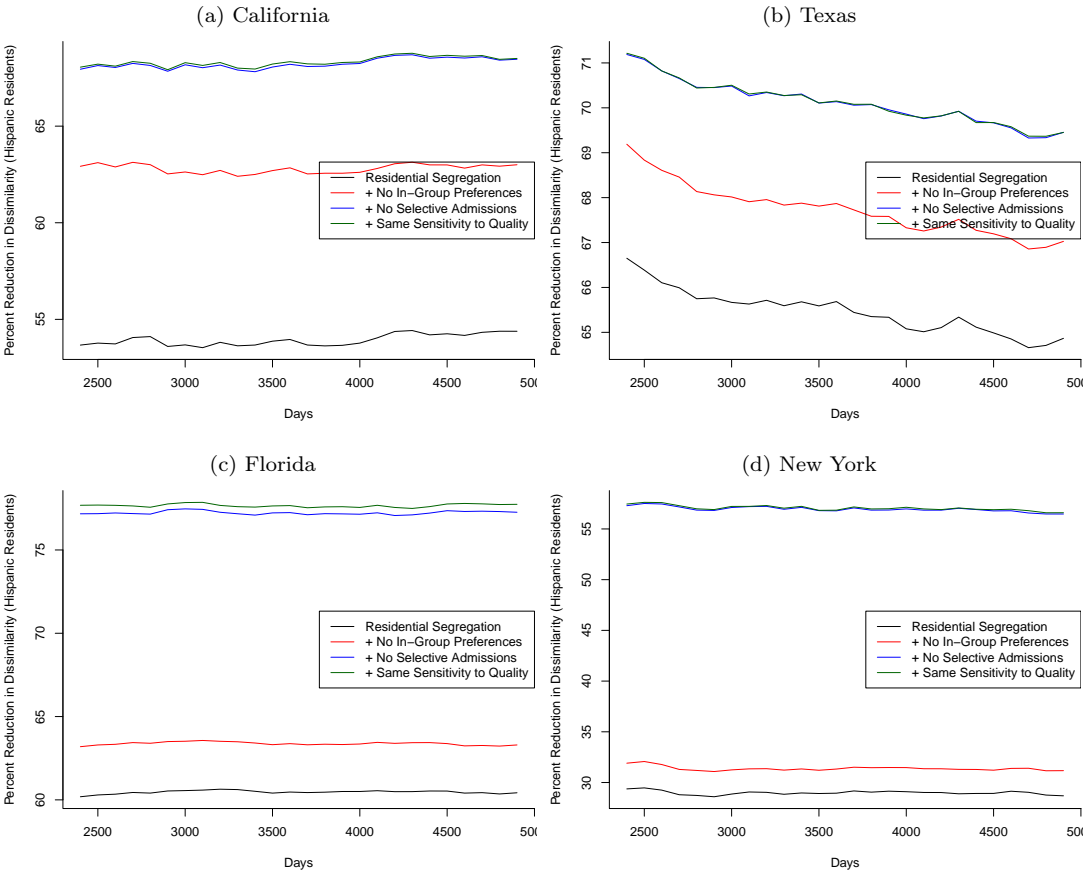 (a) California
Percent Reduction in Dissimilarity (Hispanic Residents)
65
60
55
Residential Segregation
+ No In−Group Preferences
+ No Selective Admissions
+ Same Sensitivity to Quality
2500 3000 3500 4000 4500 500
Days
(b) Texas
Percent Reduction in Dissimilarity (Hispanic Residents)
71
70
69
68
67
66
65
Residential Segregation
+ No In−Group Preferences
+ No Selective Admissions
+ Same Sensitivity to Quality
2500 3000 3500 4000 4500 500
Days
(c) Florida
Percent Reduction in Dissimilarity (Hispanic Residents)
75
70
65
60
Residential Segregation
+ No In−Group Preferences
+ No Selective Admissions
+ Same Sensitivity to Quality
2500 3000 3500 4000 4500 500
Days
(d) New York
Percent Reduction in Dissimilarity (Hispanic Residents)
55
50
45
40
35
30
Residential Segregation
+ No In−Group Preferences
+ No Selective Admissions
+ Same Sensitivity to Quality
2500 3000 3500 4000 4500 500
Days